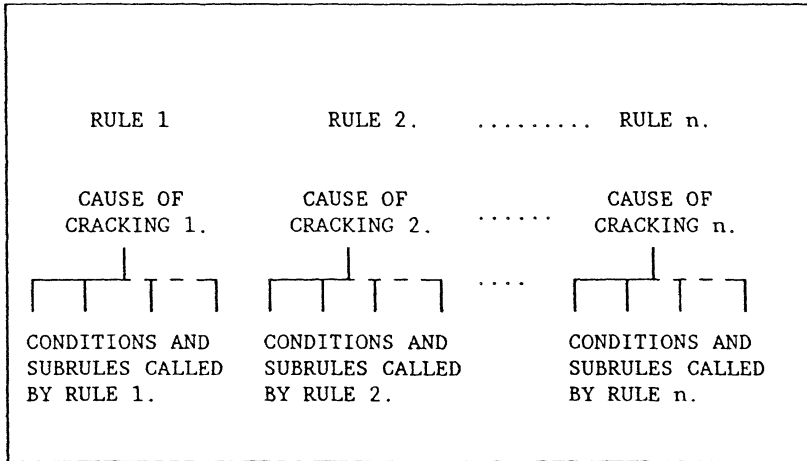 RULE 1 RULE 2. ......... RULE n.
CAUSE OF CAUSE OF CAUSE OF
CRACKING 1. CRACKING 2. ...... CRACKING n.
....
CONDITIONS AND CONDITIONS AND CONDITIONS AND
SUBRULES CALLED SUBRULES CALLED SUBRULES CALLED
BY RULE 1. BY RULE 2. BY RULE n.